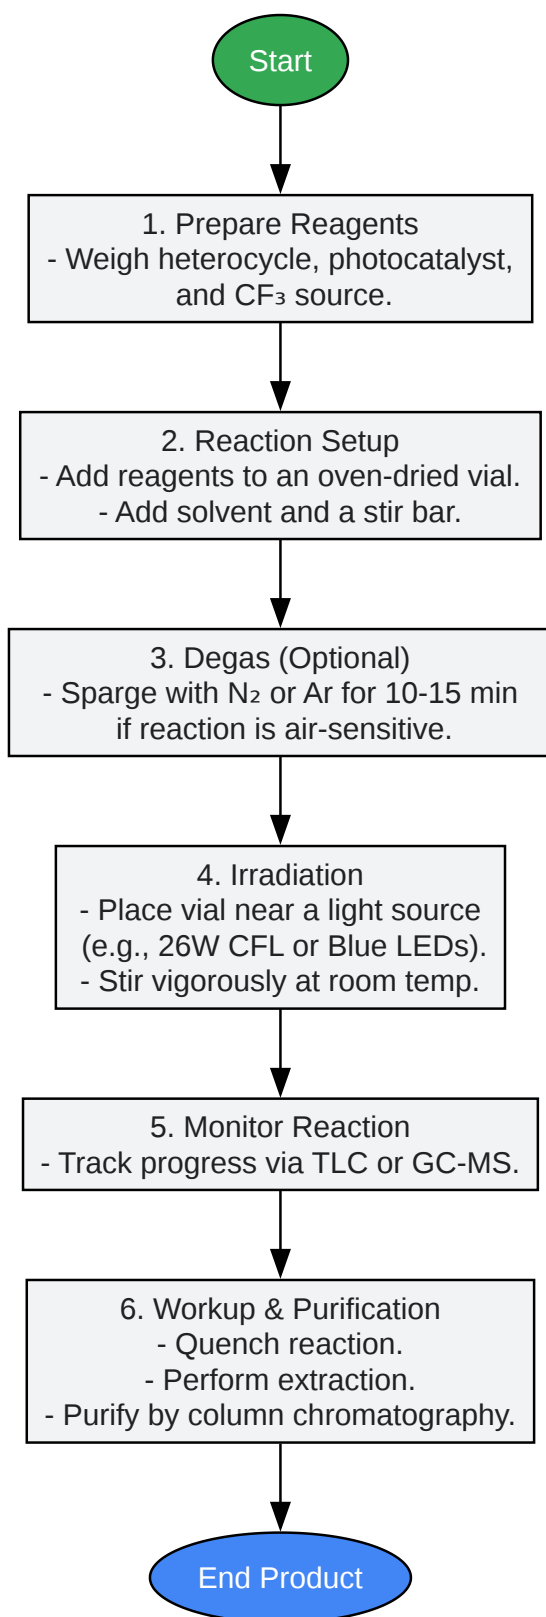 Start
1. Prepare Reagents
- Weigh heterocycle, photocatalyst,
and CF₃ source.
2. Reaction Setup
- Add reagents to an oven-dried vial.
- Add solvent and a stir bar.
3. Degas (Optional)
- Sparge with N₂ or Ar for 10-15 min
if reaction is air-sensitive.
4. Irradiation
- Place vial near a light source
(e.g., 26W CFL or Blue LEDs).
- Stir vigorously at room temp.
5. Monitor Reaction
- Track progress via TLC or GC-MS.
6. Workup & Purification
- Quench reaction.
- Perform extraction.
- Purify by column chromatography.
End Product